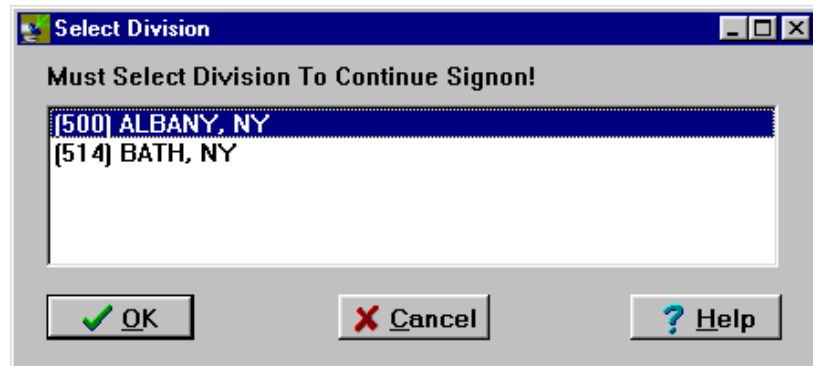 Select Division
Must Select Division To Continue Signon!
(500) ALBANY, NY
(514) BATH, NY
OK
Cancel
Help